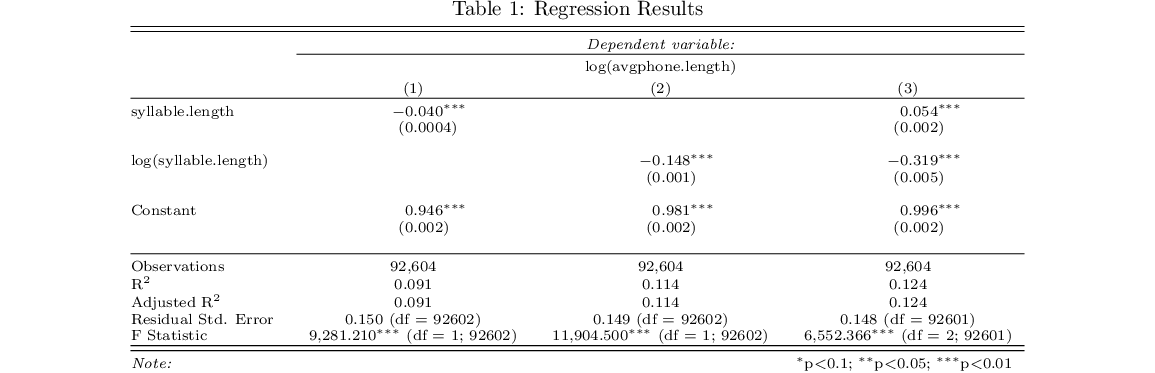 Table 1: Regression Results
Dependent variable:
log(avgphone.length)
(1) (2) (3)
syllable.length −0.040*** 0.054***
(0.0004) (0.002)
log(syllable.length) −0.148*** −0.319***
(0.001) (0.005)
Constant 0.946*** 0.981*** 0.996***
(0.002) (0.002) (0.002)
Observations 92,604 92,604 92,604
R² 0.091 0.114 0.124
Adjusted R² 0.091 0.114 0.124
Residual Std. Error 0.150 (df = 92602) 0.149 (df = 92602) 0.148 (df = 92601)
F Statistic 9,281.210*** (df = 1; 92602) 11,904.500*** (df = 1; 92602) 6,552.366*** (df = 2; 92601)
Note: *p<0.1; **p<0.05; ***p<0.01